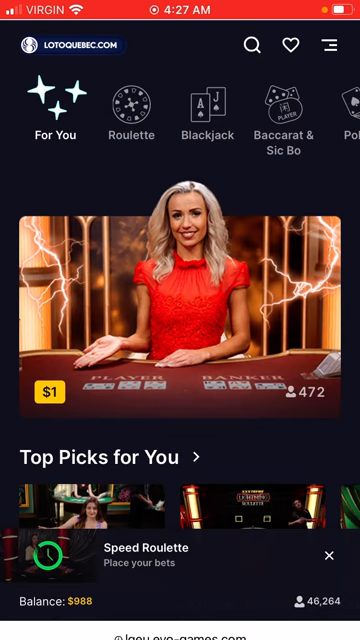 VIRGIN
4:27 AM
LOTOQUEBEC.COM
For You
Roulette
Blackjack
Baccarat &
Sic Bo
A
J
PLAYER
PLAYER
BANKER
$1
472
Top Picks for You
Speed Roulette
Place your bets
Balance: $988
46,264